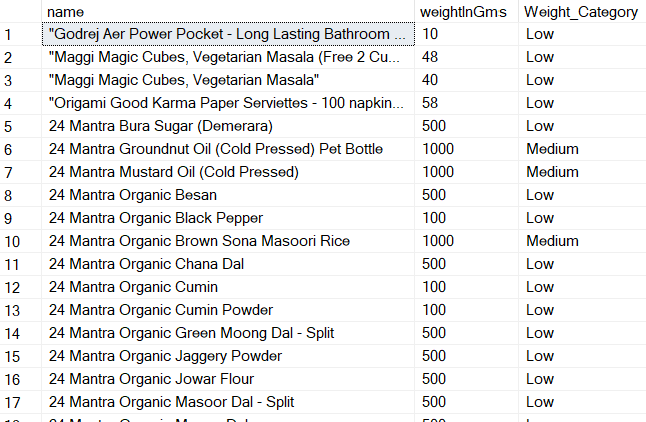 name weightInGms Weight_Category
1 "Godrej Aer Power Pocket - Long Lasting Bathroom ... 10 Low
2 "Maggi Magic Cubes, Vegetarian Masala (Free 2 Cu... 48 Low
3 "Maggi Magic Cubes, Vegetarian Masala" 40 Low
4 "Origami Good Karma Paper Serviettes - 100 napkin... 58 Low
5 24 Mantra Bura Sugar (Demerara) 500 Low
6 24 Mantra Groundnut Oil (Cold Pressed) Pet Bottle 1000 Medium
7 24 Mantra Mustard Oil (Cold Pressed) 1000 Medium
8 24 Mantra Organic Besan 500 Low
9 24 Mantra Organic Black Pepper 100 Low
10 24 Mantra Organic Brown Sona Masoori Rice 1000 Medium
11 24 Mantra Organic Chana Dal 500 Low
12 24 Mantra Organic Cumin 100 Low
13 24 Mantra Organic Cumin Powder 100 Low
14 24 Mantra Organic Green Moong Dal - Split 500 Low
15 24 Mantra Organic Jaggery Powder 500 Low
16 24 Mantra Organic Jowar Flour 500 Low
17 24 Mantra Organic Masoor Dal - Split 500 Low